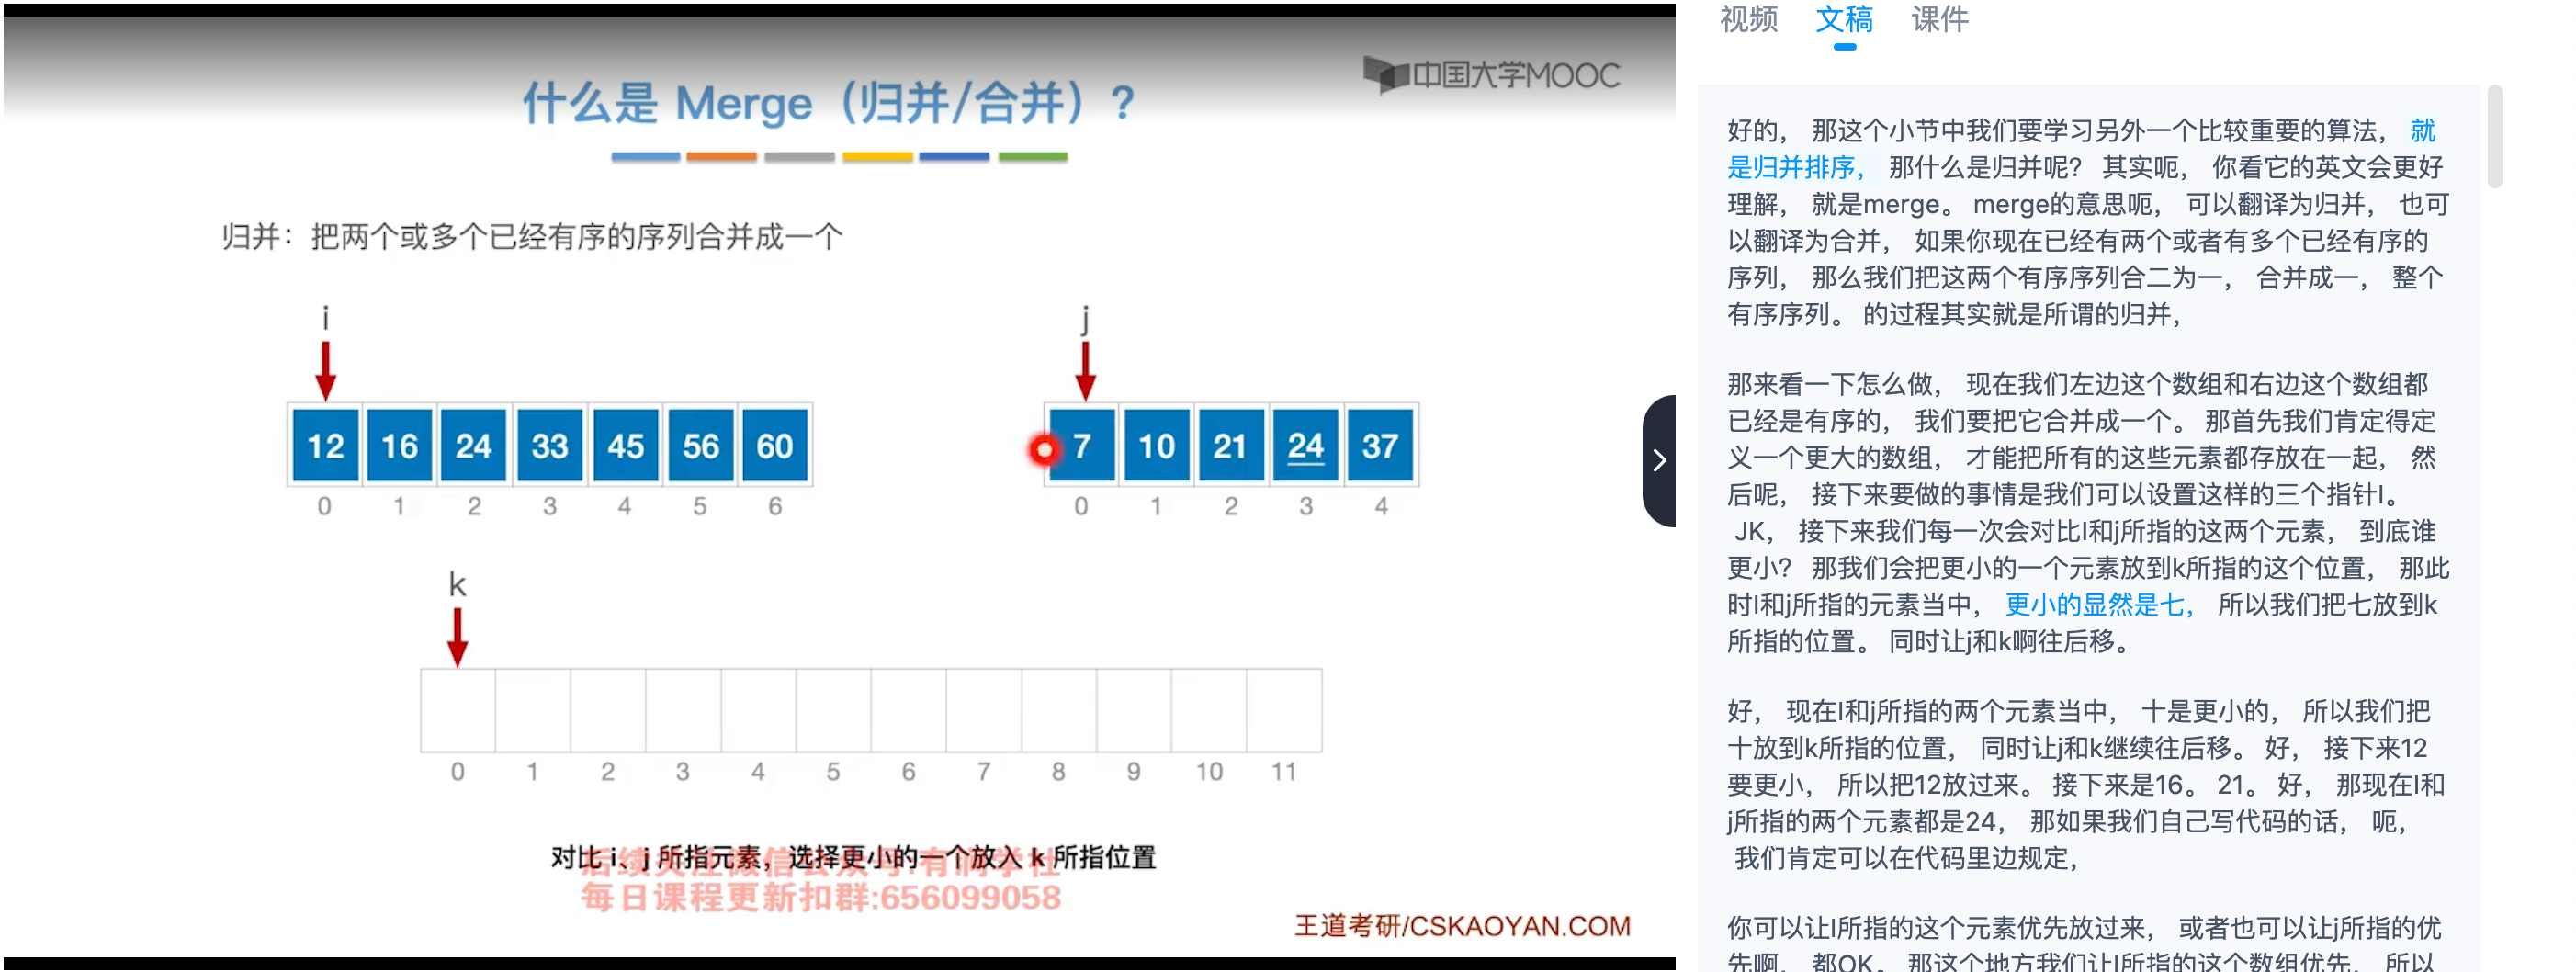 中国大学MOOC
什么是 Merge（归并/合并）?
归并：把两个或多个已经有序的序列合并成一个
i
j
12 16 24 33 45 56 60
0 1 2 3 4 5 6
7 10 21 24 37
0 1 2 3 4
k
0 1 2 3 4 5 6 7 8 9 10 11
对比 i、j 所指元素，选择更小的一个放入 k 所指位置
后续关注微信公众号:有润学社
每日课程更新扣群:656099058
王道考研/CSKAOYAN.COM
视频 文稿 课件
好的， 那这个小节中我们要学习另外一个比较重要的算法， 就
是归并排序， 那什么是归并呢？ 其实呃， 你看它的英文会更好
理解， 就是merge。 merge的意思呃， 可以翻译为归并， 也可
以翻译为合并， 如果你现在已经有两个或者有多个已经有序的
序列， 那么我们把这两个有序序列合二为一， 合并成一， 整个
有序序列。 的过程其实就是所谓的归并，
那来看一下怎么做， 现在我们左边这个数组和右边这个数组都
已经是有序的， 我们要把它合并成一个。 那首先我们肯定得定
义一个更大的数组， 才能把所有的这些元素都存放在一起， 然
后呢， 接下来要做的事情是我们可以设置这样的三个指针I。
JK， 接下来我们每一次会对比I和j所指的这两个元素， 到底谁
更小？ 那我们会把更小的一个元素放到k所指的这个位置， 那此
时I和j所指的元素当中， 更小的显然是七， 所以我们把七放到k
所指的位置。 同时让j和k啊往后移。
好， 现在I和j所指的两个元素当中， 十是更小的， 所以我们把
十放到k所指的位置， 同时让j和k继续往后移。 好， 接下来12
要更小， 所以把12放过来。 接下来是16。 21。 好， 那现在I和
j所指的两个元素都是24， 那如果我们自己写代码的话， 呃，
我们肯定可以在代码里边规定，
你可以让I所指的这个元素优先放过来， 或者也可以让j所指的优
先啊， 都OK。 那这个地方我们让I所指的这个数组优先， 所以